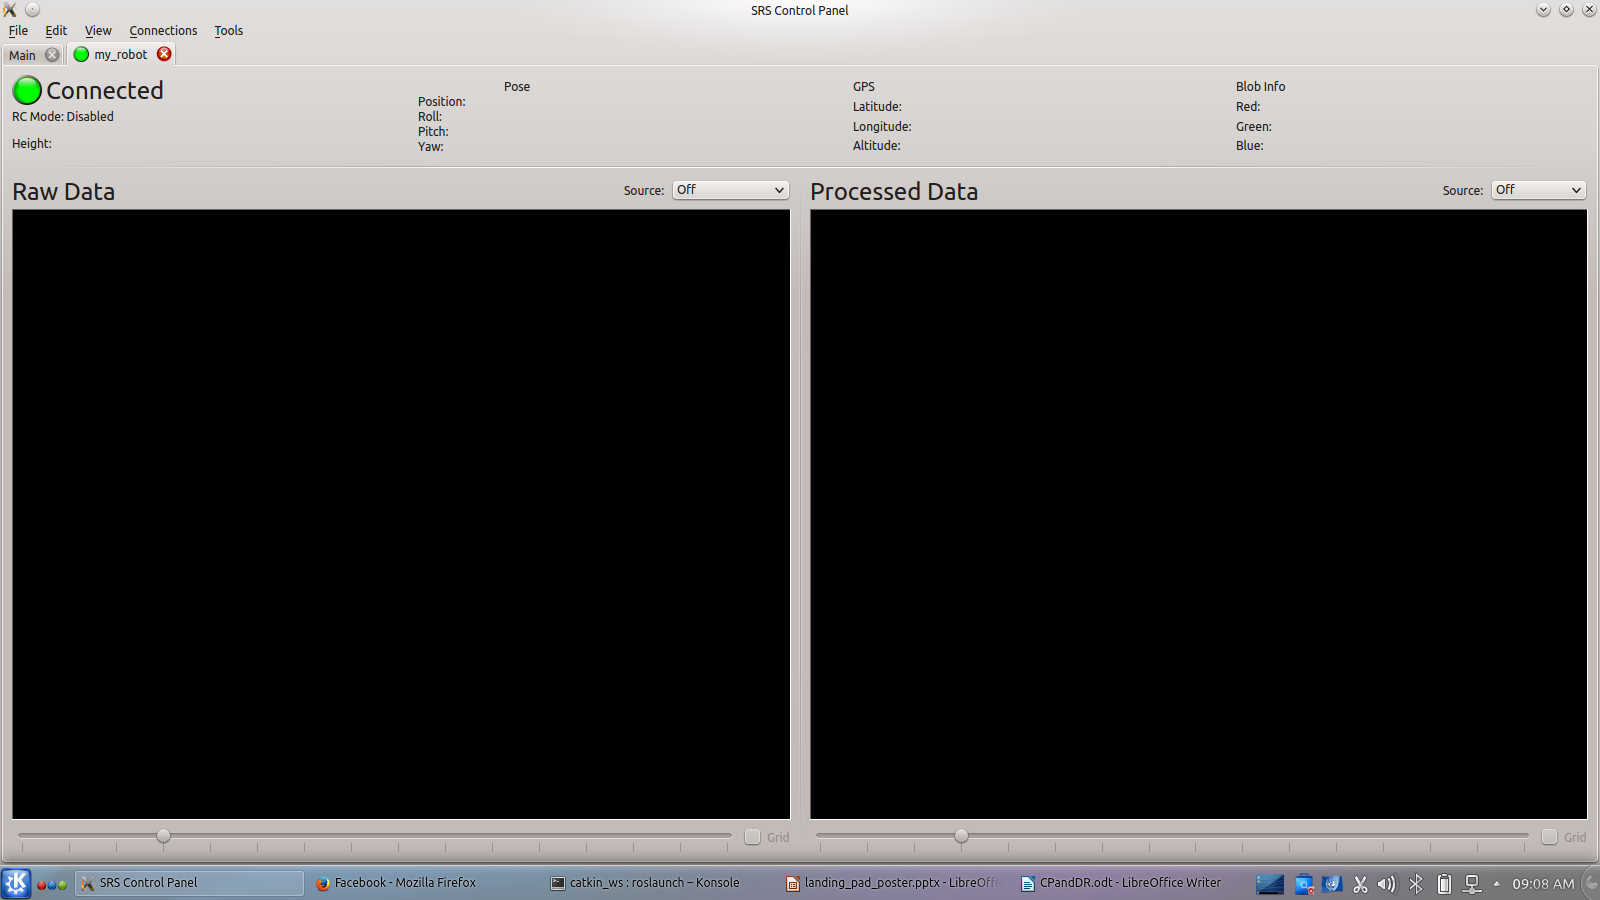 SRS Control Panel
File Edit View Connections Tools
Main my_robot
Connected
RC Mode: Disabled
Height:
Pose
Position:
Roll:
Pitch:
Yaw:
GPS
Latitude:
Longitude:
Altitude:
Blob Info
Red:
Green:
Blue:
Raw Data Source: Off
Processed Data Source: Off
Grid
Grid
SRS Control Panel Facebook - Mozilla Firefox catkin_ws : roslaunch – Konsole landing_pad_poster.pptx - LibreOffi CPandDR.odt - LibreOffice Writer 09:08 AM